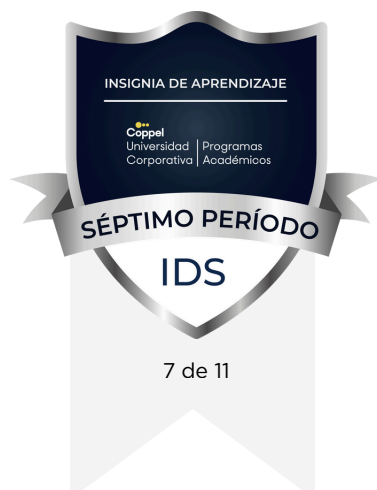 INSIGNIA DE APRENDIZAJE
Coppel
Universidad | Programas
Corporativa | Académicos
SÉPTIMO PERÍODO
IDS
7 de 11